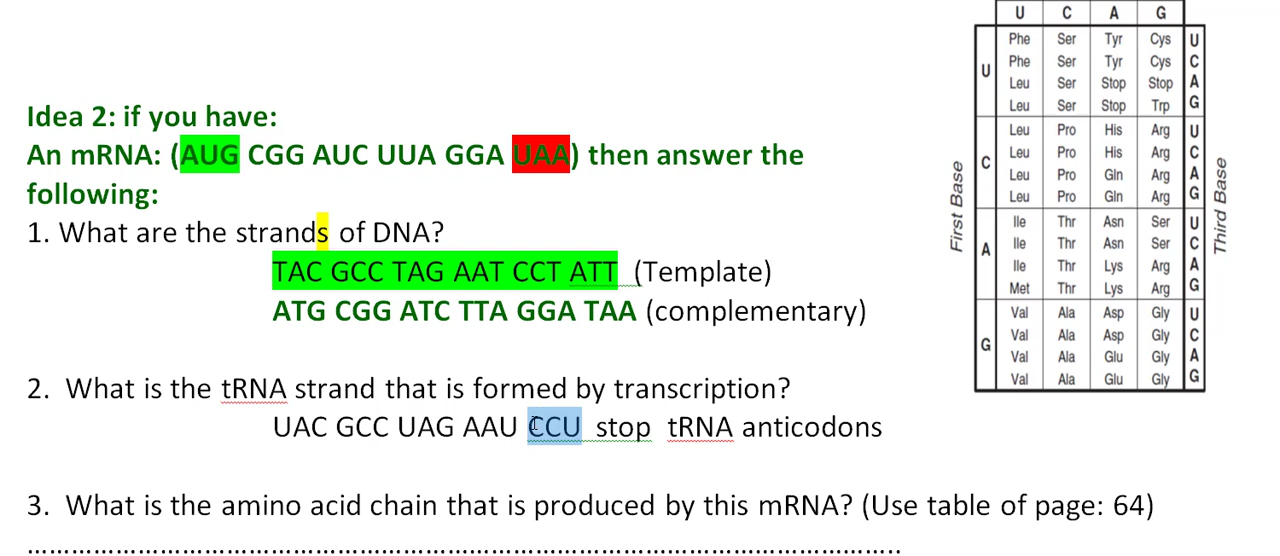 Idea 2: if you have:
An mRNA: (AUG CGG AUC UUA GGA UAA) then answer the
following:
1. What are the strands of DNA?
TAC GCC TAG AAT CCT ATT (Template)
ATG CGG ATC TTA GGA TAA (complementary)
2. What is the tRNA strand that is formed by transcription?
UAC GCC UAG AAU CCU stop tRNA anticodons
3. What is the amino acid chain that is produced by this mRNA? (Use table of page: 64)
……………………………………………………………………………………..
U C A G
Phe Ser Tyr Cys U
Phe Ser Tyr Cys C
U
Leu Ser Stop Stop A
Leu Ser Stop Trp G
Leu Pro His Arg U
Leu Pro His Arg C
C
Leu Pro Gln Arg A
Leu Pro Gln Arg G
First Base
Third Base
Ile Thr Asn Ser U
Ile Thr Asn Ser C
A
Ile Thr Lys Arg A
Met Thr Lys Arg G
Val Ala Asp Gly U
Val Ala Asp Gly C
G
Val Ala Glu Gly A
Val Ala Glu Gly G